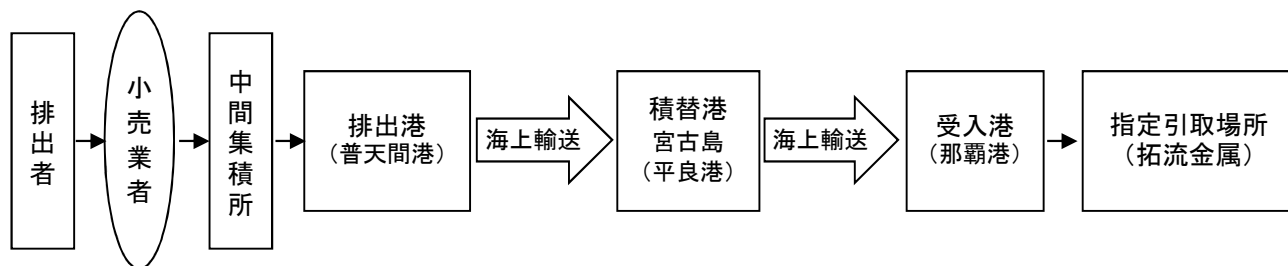 排出者
小売業者
中間集積所
排出港
（普天間港）
海上輸送
積替港
宮古島
（平良港）
海上輸送
受入港
（那覇港）
指定引取場所
（拓流金属）